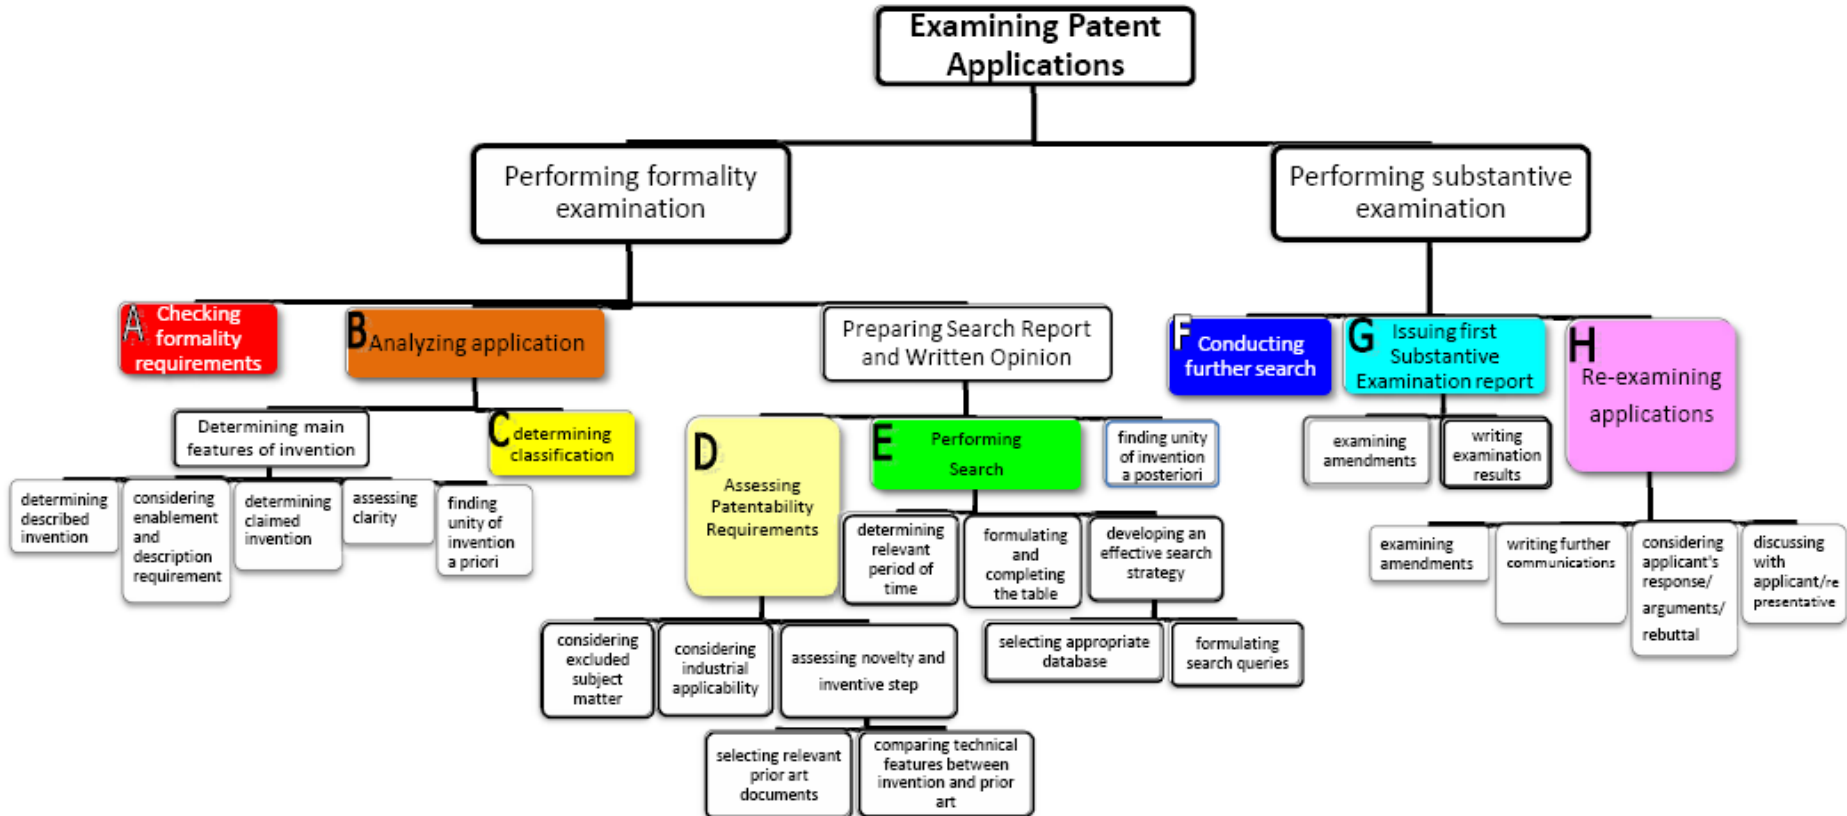 Examining Patent
Applications
Performing formality
examination
Performing substantive
examination
A
Checking
formality
requirements
B
Analyzing application
Preparing Search Report
and Written Opinion
F
Conducting
further search
G
Issuing first
Substantive
Examination report
H
Re-examining
applications
Determining main
features of invention
C
determining
classification
D
Assessing
Patentability
Requirements
E
Performing
Search
finding unity
of invention
a posteriori
examining
amendments
writing
examination
results
determining
described
invention
considering
enablement
and
description
requirement
determining
claimed
invention
assessing
clarity
finding
unity of
invention
a priori
determining
relevant
period of
time
formulating
and
completing
the table
developing an
effective search
strategy
examining
amendments
writing further
communications
considering
applicant's
response/
arguments/
rebuttal
discussing
with
applicant/re
presentative
considering
excluded
subject
matter
considering
industrial
applicability
assessing novelty and
inventive step
selecting appropriate
database
formulating
search queries
selecting relevant
prior art
documents
comparing technical
features between
invention and prior
art